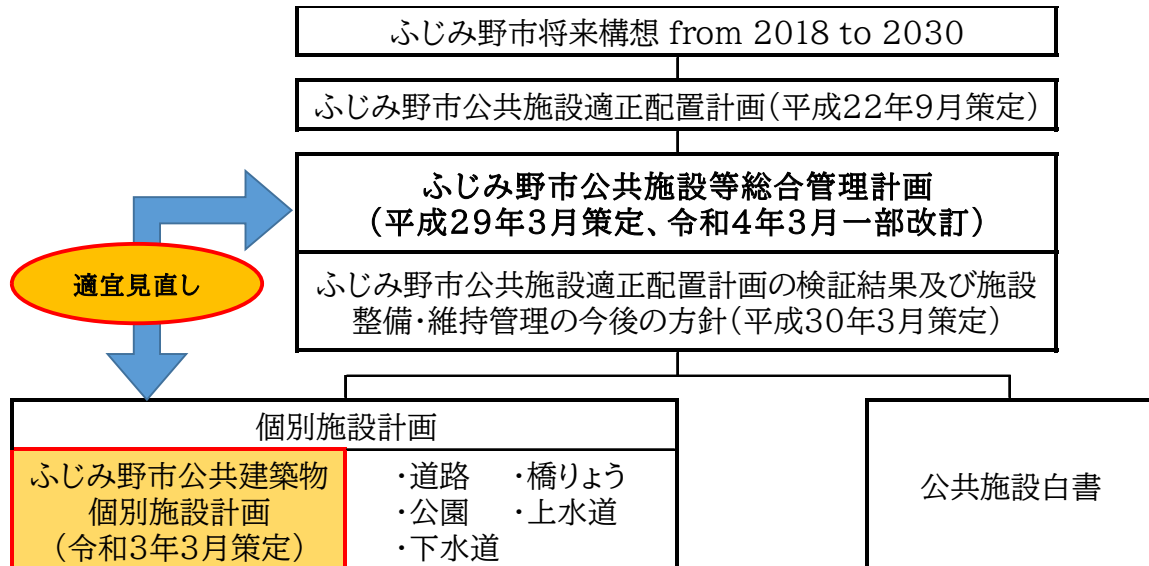 ふじみ野市将来構想 from 2018 to 2030
ふじみ野市公共施設適正配置計画(平成22年9月策定)
ふじみ野市公共施設等総合管理計画
(平成29年3月策定、令和4年3月一部改訂)
適宜見直し
ふじみ野市公共施設適正配置計画の検証結果及び施設
整備・維持管理の今後の方針(平成30年3月策定)
個別施設計画
ふじみ野市公共建築物
個別施設計画
(令和3年3月策定)
・道路 ・橋りょう
・公園 ・上水道
・下水道
公共施設白書